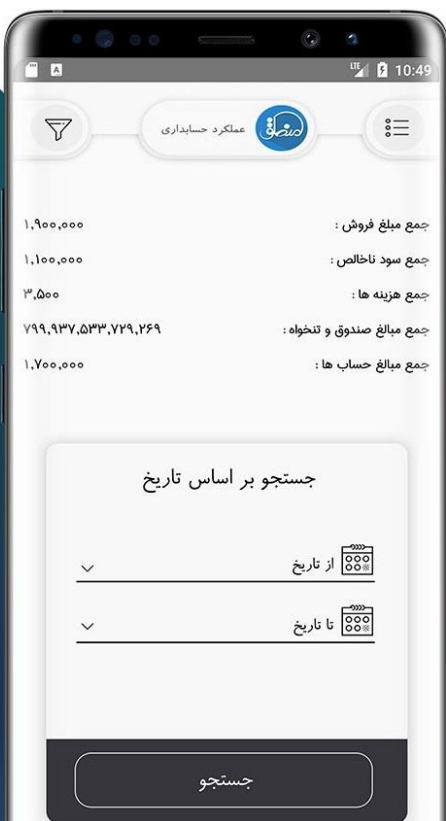 LTE 10:49
A
عملکرد حسابداری منطق
جمع مبلغ فروش : ۱,۹۰۰,۰۰۰
جمع سود ناخالص : ۱,۱۰۰,۰۰۰
جمع هزینه ها : ۳,۵۰۰
جمع مبالغ صندوق و تنخواه : ۷۹۹,۹۳۷,۵۳۳,۷۲۹,۲۶۹
جمع مبالغ حساب ها : ۱,۷۰۰,۰۰۰
جستجو بر اساس تاریخ
از تاریخ
تا تاریخ
جستجو